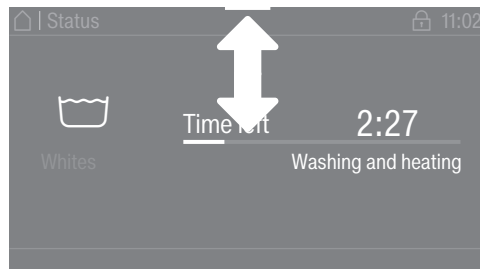 | Status 11:02
Time left 2:27
Whites Washing and heating